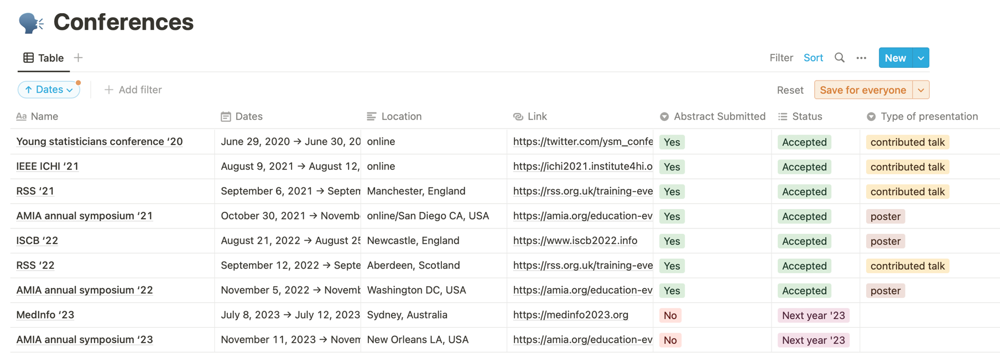 Conferences
Table
Filter Sort New
Dates Add filter Reset Save for everyone
Aa Name Dates Location Link Abstract Submitted Status Type of presentation
Young statisticians conference ‘20 June 29, 2020 → June 30, 20 online https://twitter.com/ysm_confe Yes Accepted contributed talk
IEEE ICHI ‘21 August 9, 2021 → August 12, online https://ichi2021.institute4hi.o Yes Accepted contributed talk
RSS ‘21 September 6, 2021 → Septem Manchester, England https://rss.org.uk/training-eve Yes Accepted contributed talk
AMIA annual symposium ‘21 October 30, 2021 → Novemb online/San Diego CA, USA https://amia.org/education-ev Yes Accepted poster
ISCB ‘22 August 21, 2022 → August 25 Newcastle, England https://www.iscb2022.info Yes Accepted poster
RSS ‘22 September 12, 2022 → Septe Aberdeen, Scotland https://rss.org.uk/training-eve Yes Accepted contributed talk
AMIA annual symposium ‘22 November 5, 2022 → Novemb Washington DC, USA https://amia.org/education-ev Yes Accepted poster
MedInfo ‘23 July 8, 2023 → July 12, 2023 Sydney, Australia https://medinfo2023.org No Next year '23
AMIA annual symposium ‘23 November 11, 2023 → Novem New Orleans LA, USA https://amia.org/education-ev No Next year '23